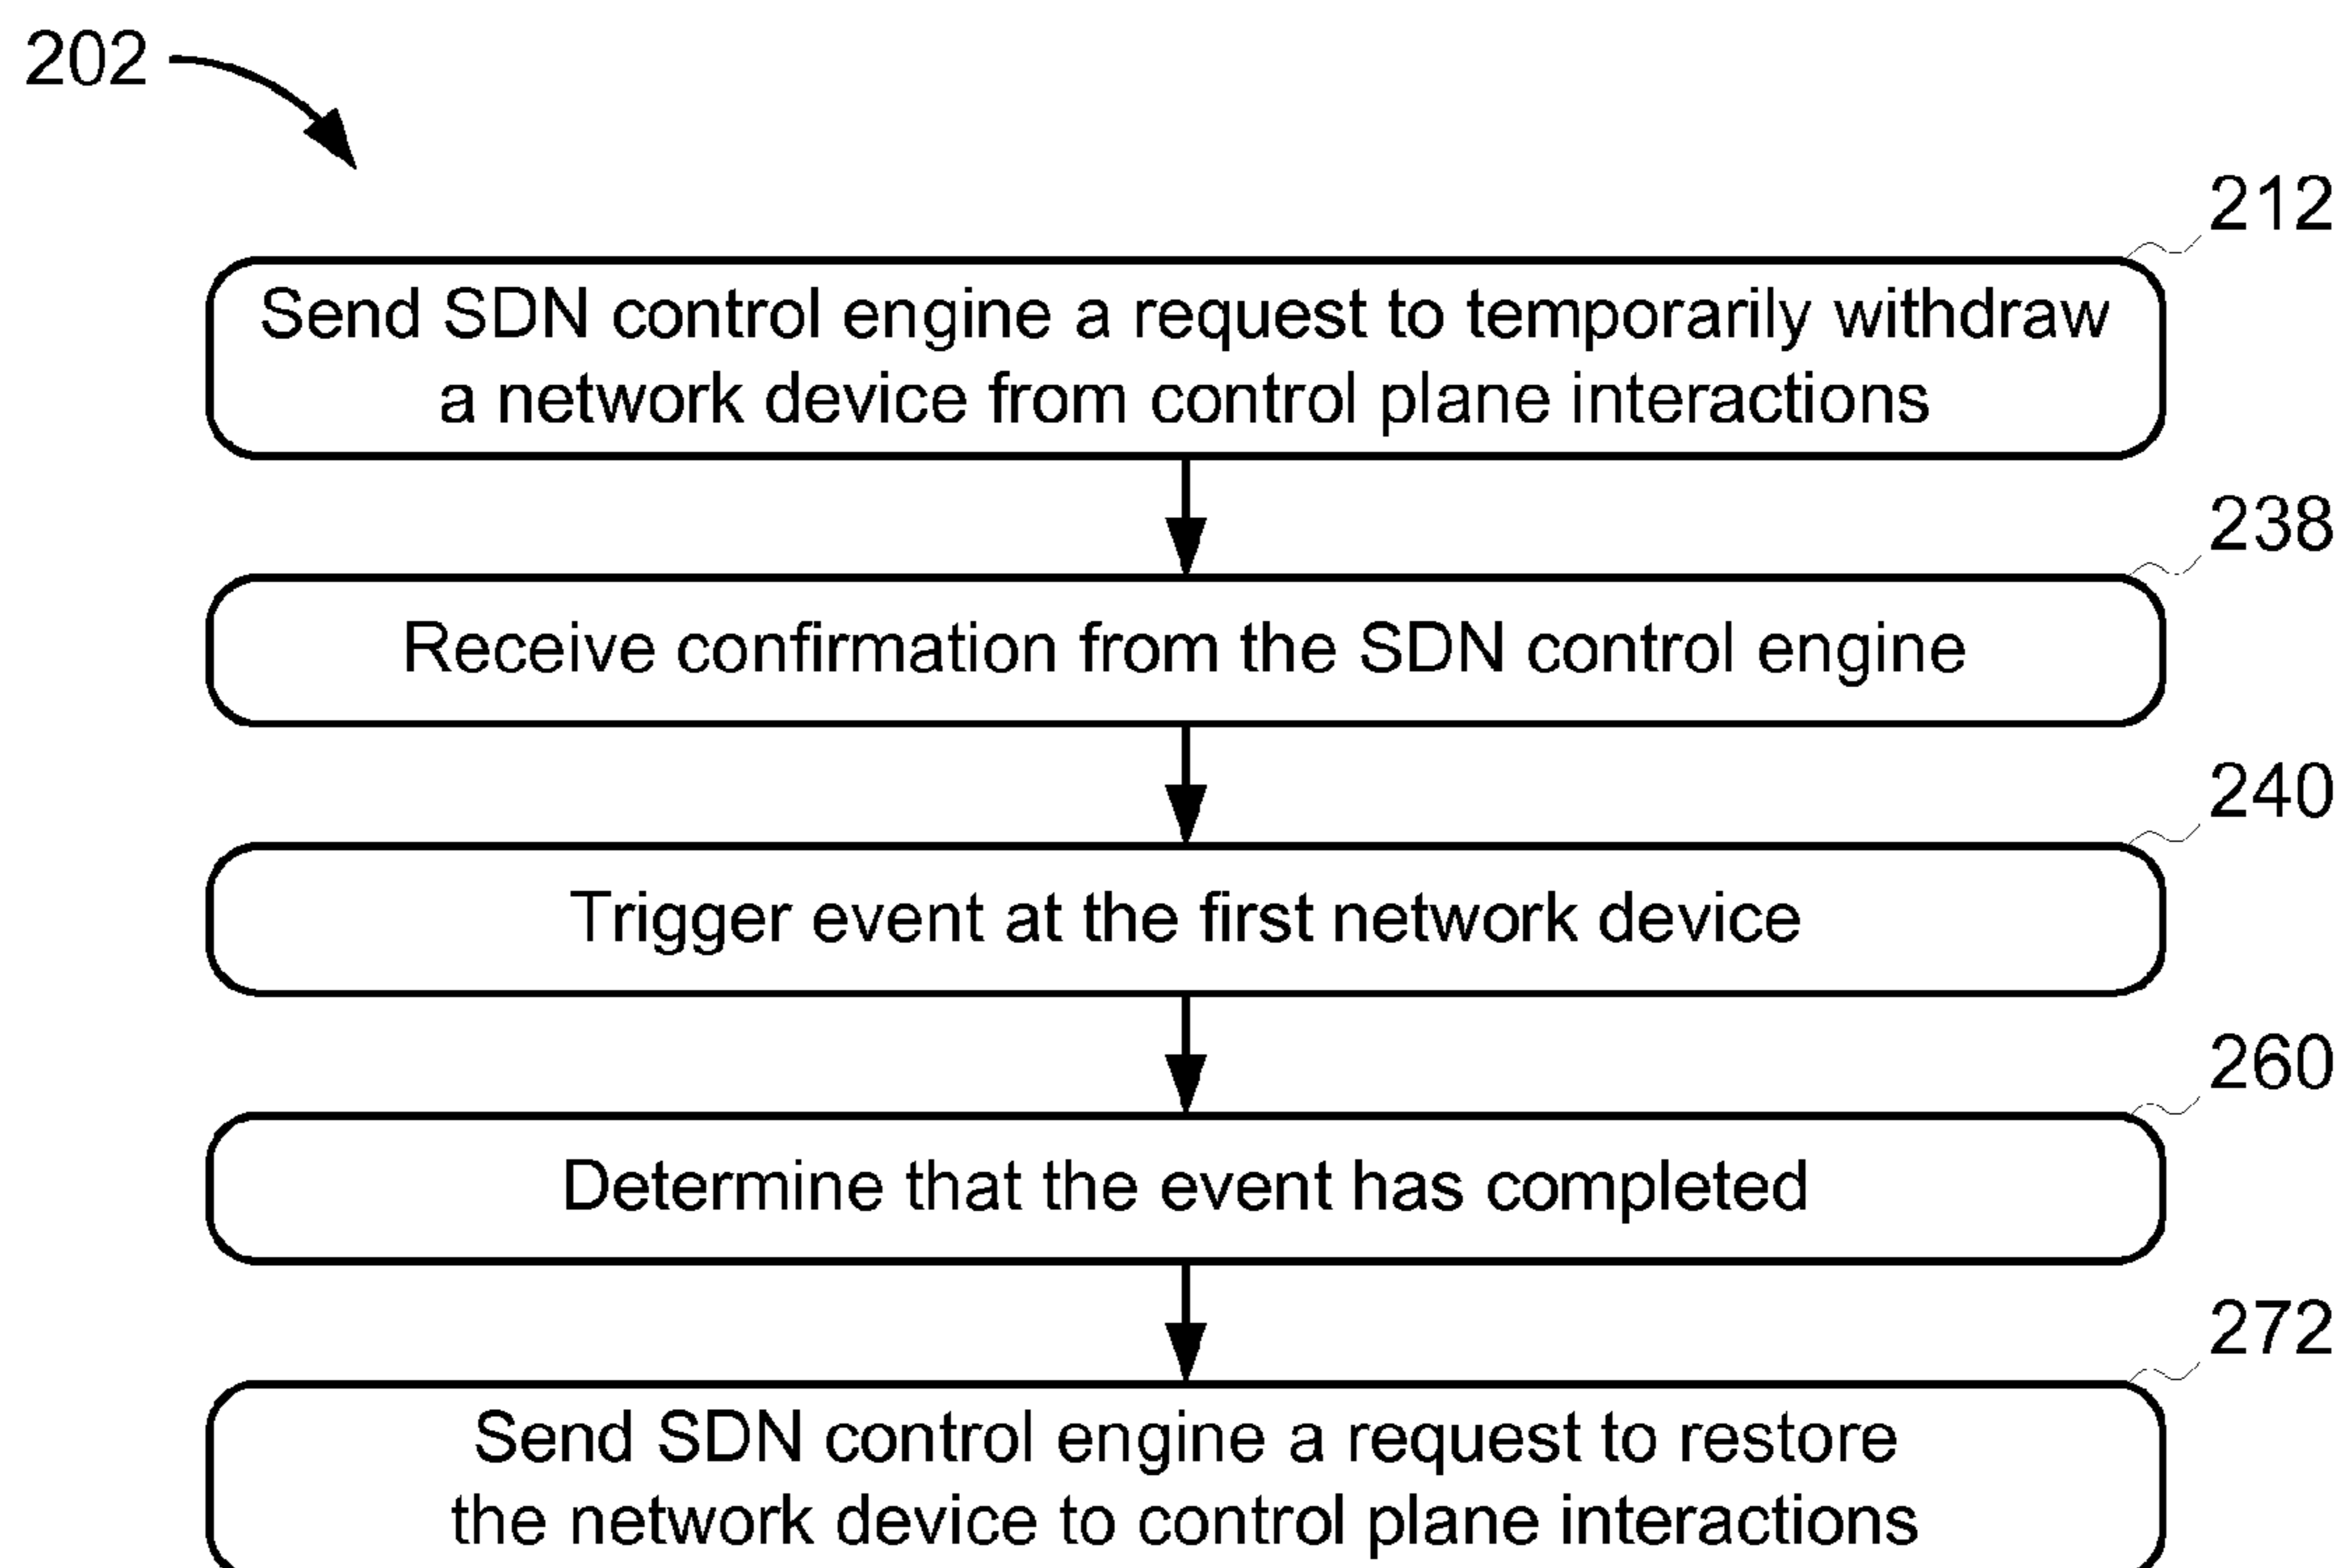 202
212
Send SDN control engine a request to temporarily withdraw
a network device from control plane interactions
238
Receive confirmation from the SDN control engine
240
Trigger event at the first network device
260
Determine that the event has completed
272
Send SDN control engine a request to restore
the network device to control plane interactions